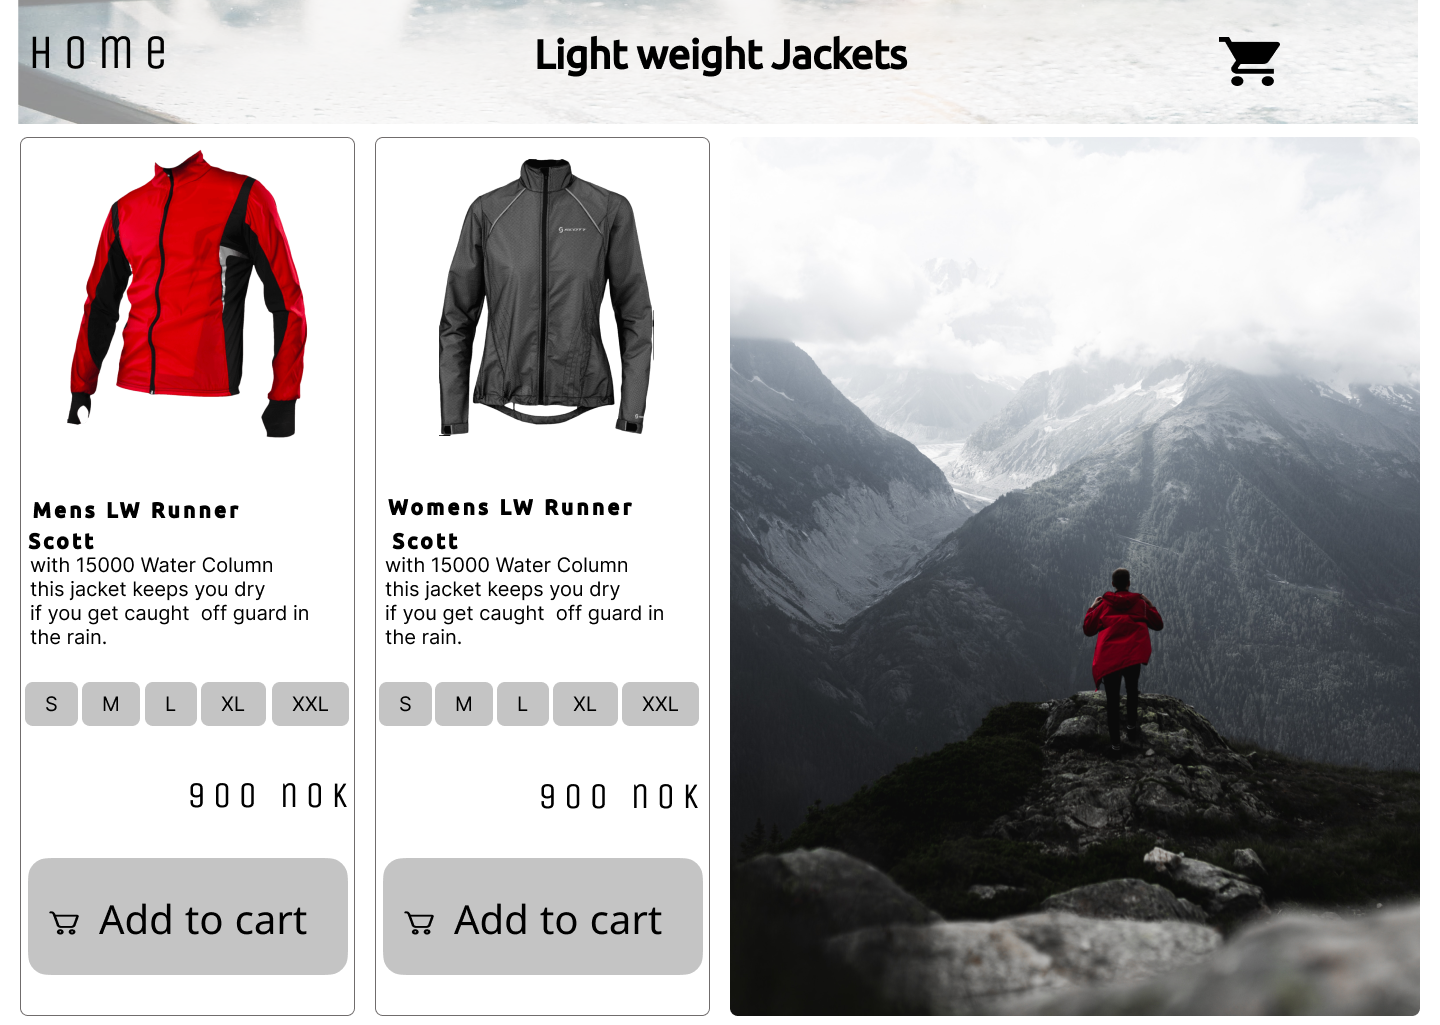 Home
Light weight Jackets
SCOTT
Mens LW Runner
Scott
with 15000 Water Column
this jacket keeps you dry
if you get caught  off guard in
the rain.
S M L XL XXL
900 NOK
Add to cart
Womens LW Runner
Scott
with 15000 Water Column
this jacket keeps you dry
if you get caught  off guard in
the rain.
S M L XL XXL
900 NOK
Add to cart